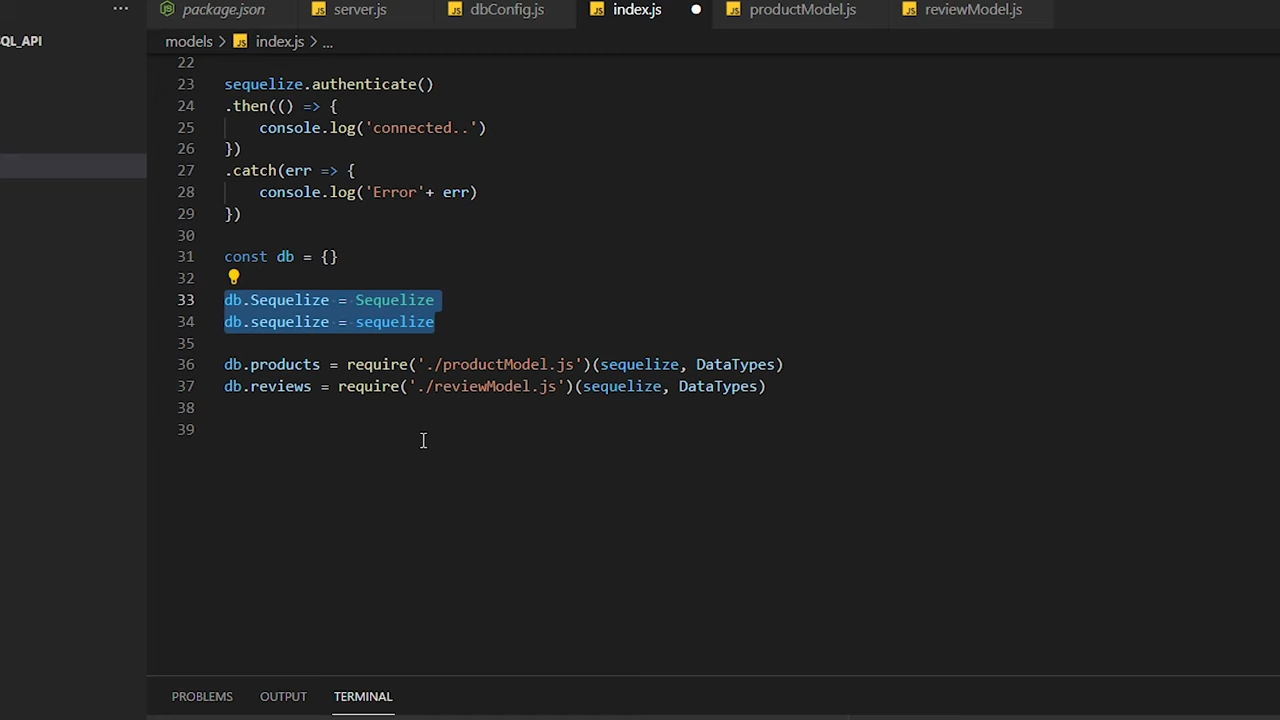 package.json server.js dbConfig.js index.js productModel.js reviewModel.js
SQL_API
models > index.js > ...
22
23 sequelize.authenticate()
24 .then(() => {
25 console.log('connected..')
26 })
27 .catch(err => {
28 console.log('Error'+ err)
29 })
30
31 const db = {}
32
33 db.Sequelize = Sequelize
34 db.sequelize = sequelize
35
36 db.products = require('./productModel.js')(sequelize, DataTypes)
37 db.reviews = require('./reviewModel.js')(sequelize, DataTypes)
38
39
PROBLEMS OUTPUT TERMINAL